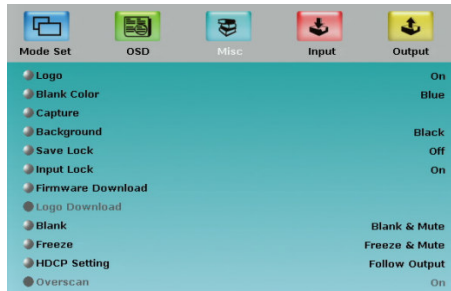 Mode Set OSD Misc Input Output
Logo On
Blank Color Blue
Capture
Background Black
Save Lock Off
Input Lock On
Firmware Download
Logo Download
Blank Blank & Mute
Freeze Freeze & Mute
HDCP Setting Follow Output
Overscan On